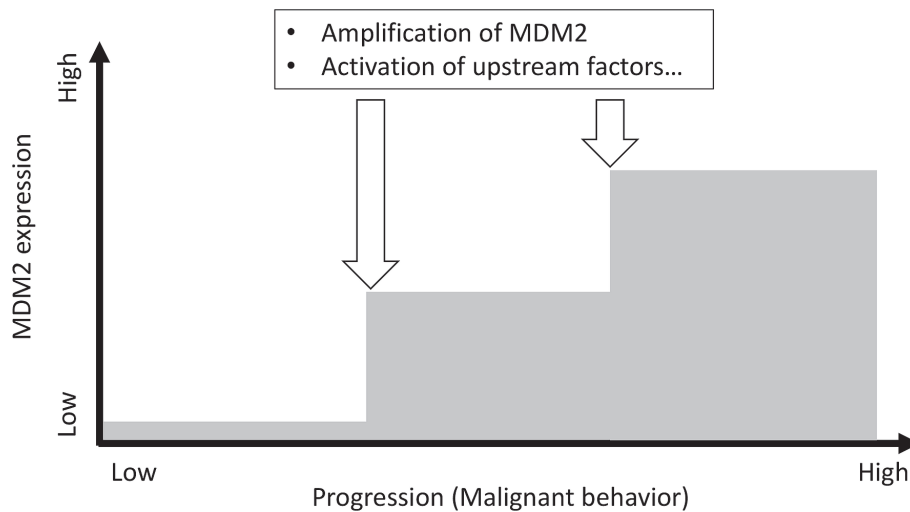 • Amplification of MDM2
• Activation of upstream factors...
High
MDM2 expression
Low
Low
High
Progression (Malignant behavior)